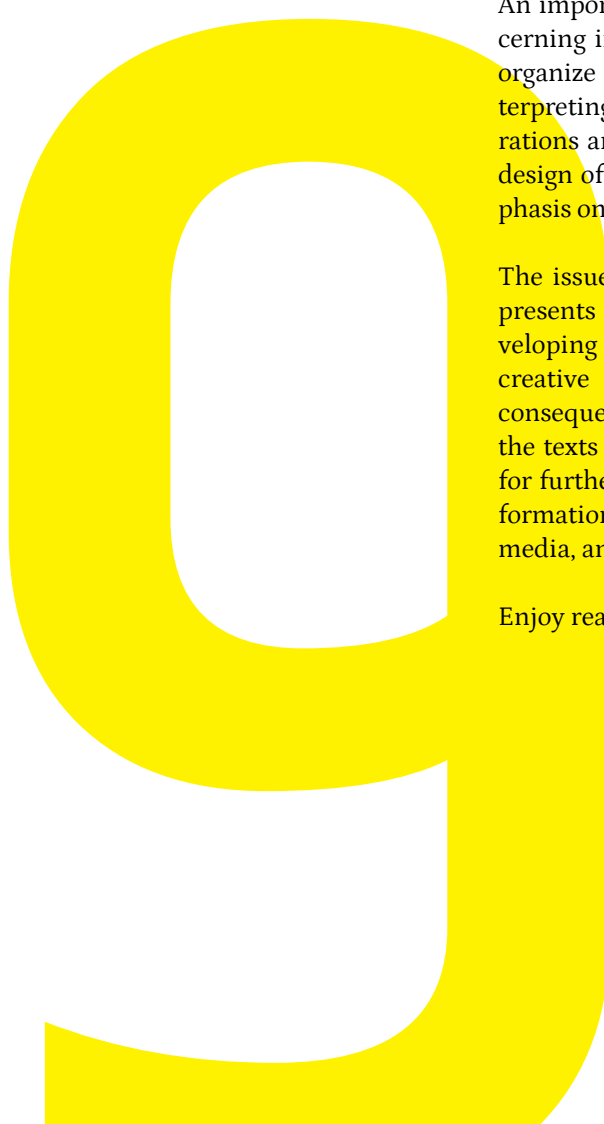 9
An impor
cerning i
organize
terpreting
rations a
design of
phasis on
The issue
presents
veloping
creative
conseque
the texts
for furthe
formation
media, an
Enjoy rea